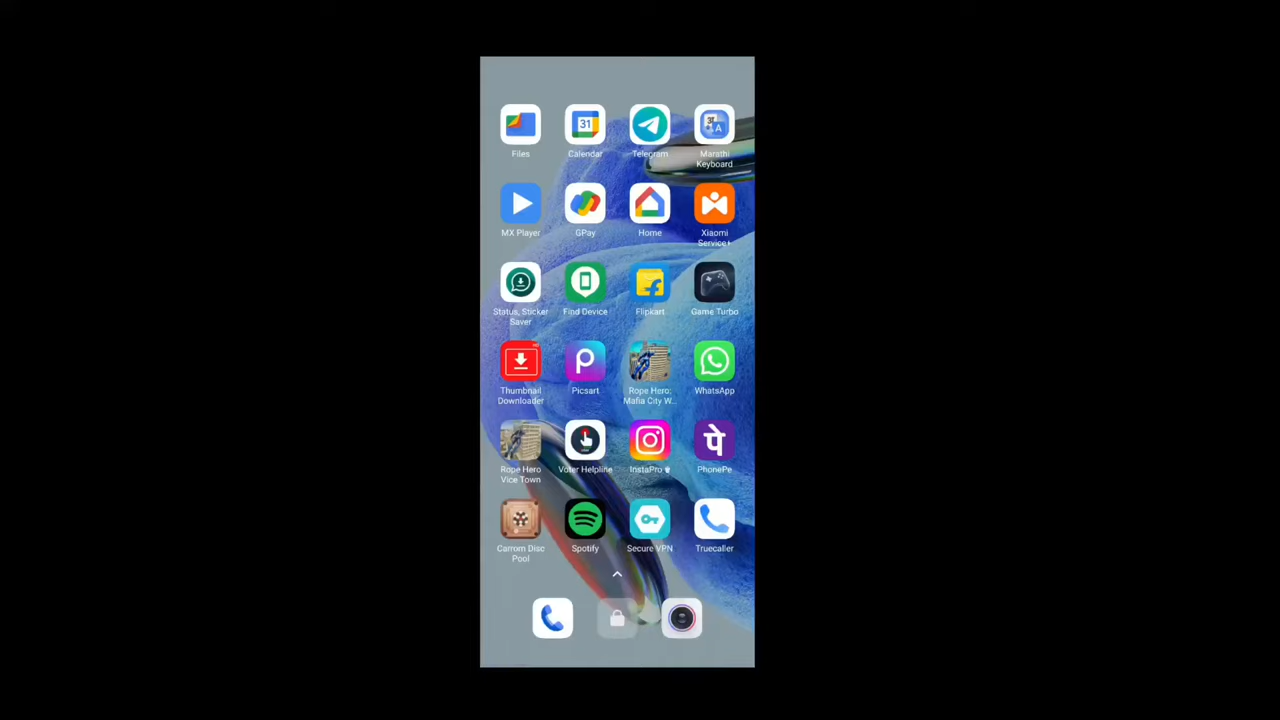 31
Files
Calendar
Telegram
Marathi
Keyboard
MX Player
GPay
Home
Xiaomi
Service+
Status, Sticker
Saver
Find Device
Flipkart
Game Turbo
Thumbnail
Downloader
Picsart
Rope Hero:
Mafia City W...
WhatsApp
पे
Rope Hero
Vice Town
Voter Helpline
InstaPro
PhonePe
Carrom Disc
Pool
Spotify
Secure VPN
Truecaller